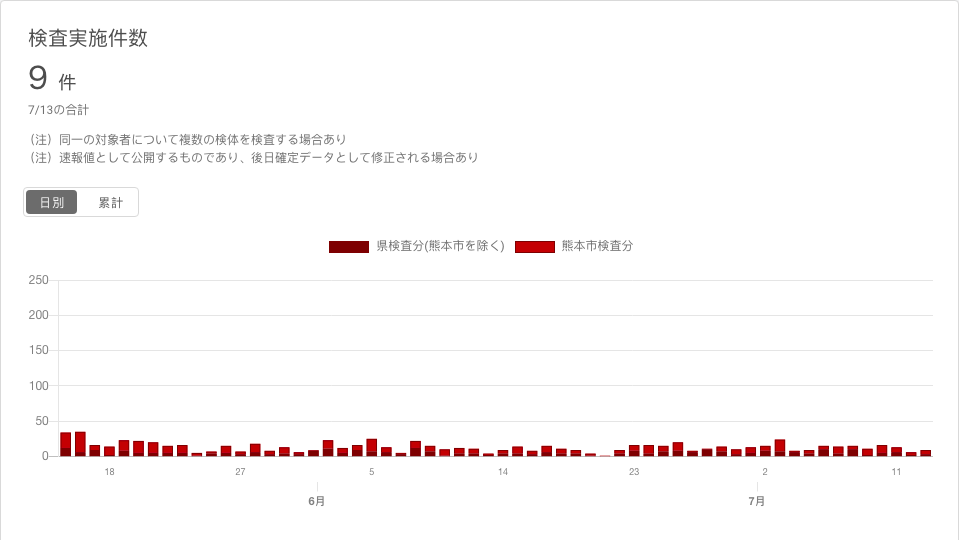 検査実施件数
9 件
7/13の合計
（注）同一の対象者について複数の検体を検査する場合あり
（注）速報値として公開するものであり、後日確定データとして修正される場合あり
日別 累計
県検査分(熊本市を除く) 熊本市検査分
250
200
150
100
50
0
18 27 5 14 23 2 11
6月 7月